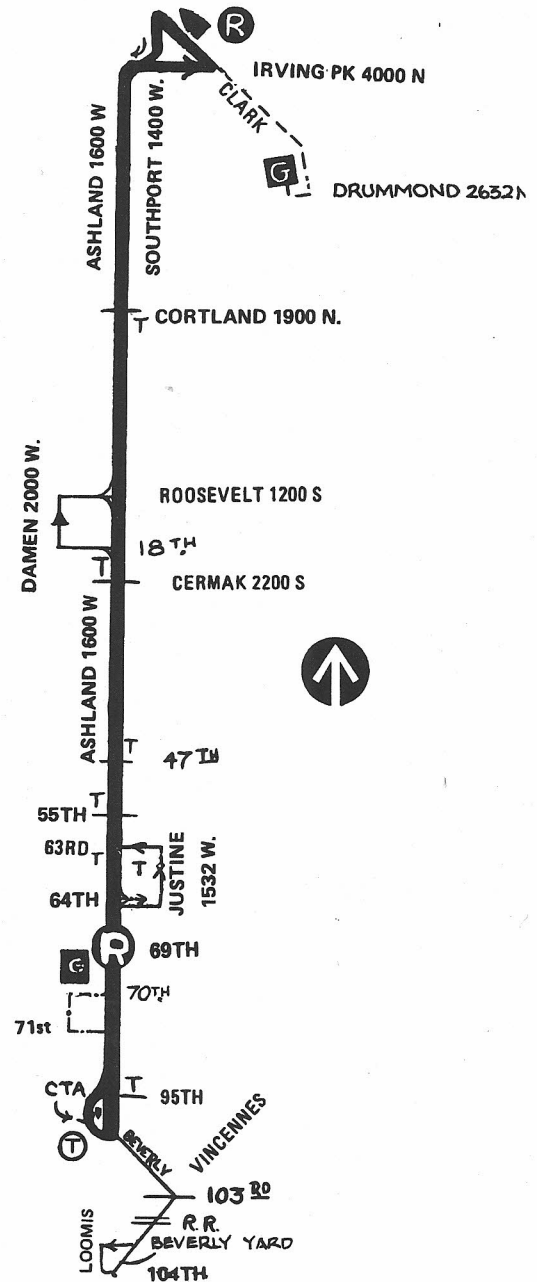 R
IRVING PK 4000 N
CLARK
ASHLAND 1600 W
SOUTHPORT 1400 W.
G
DRUMMOND 2632N
T
CORTLAND 1900 N.
DAMEN 2000 W.
ROOSEVELT 1200 S
18TH.
T
CERMAK 2200 S
ASHLAND 1600 W
T
47TH
T
55TH
63RD
T
T
JUSTINE
1532 W.
64TH
R
69TH
G
70TH
71st
CTA
T
95TH
T
BEVERLY
VINCENNES
103RD
R.R.
BEVERLY YARD
LOOMIS
104TH